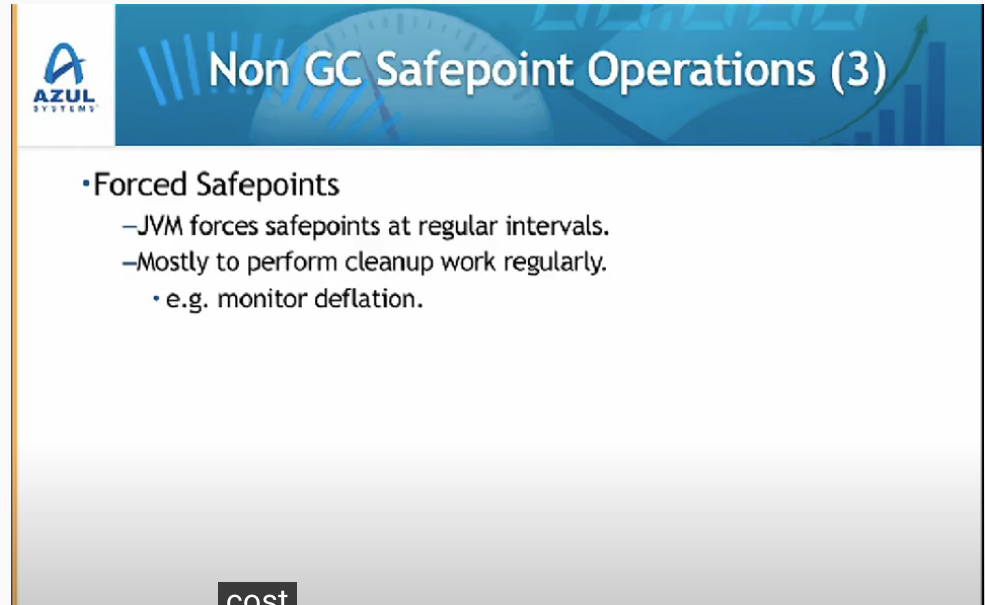 AZUL
SYSTEMS
Non GC Safepoint Operations (3)
•Forced Safepoints
–JVM forces safepoints at regular intervals.
–Mostly to perform cleanup work regularly.
• e.g. monitor deflation.
cost